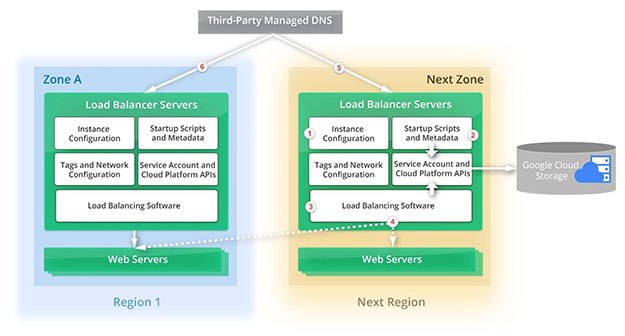 Third-Party Managed DNS
6
5
Zone A
Load Balancer Servers
Instance
Configuration
Startup Scripts
and Metadata
Tags and Network
Configuration
Service Account and
Cloud Platform APIs
Load Balancing Software
Web Servers
Region 1
Next Zone
Load Balancer Servers
1
Instance
Configuration
Startup Scripts
and Metadata
2
Tags and Network
Configuration
Service Account and
Cloud Platform APIs
3
Load Balancing Software
4
Web Servers
Next Region
Google Cloud
Storage